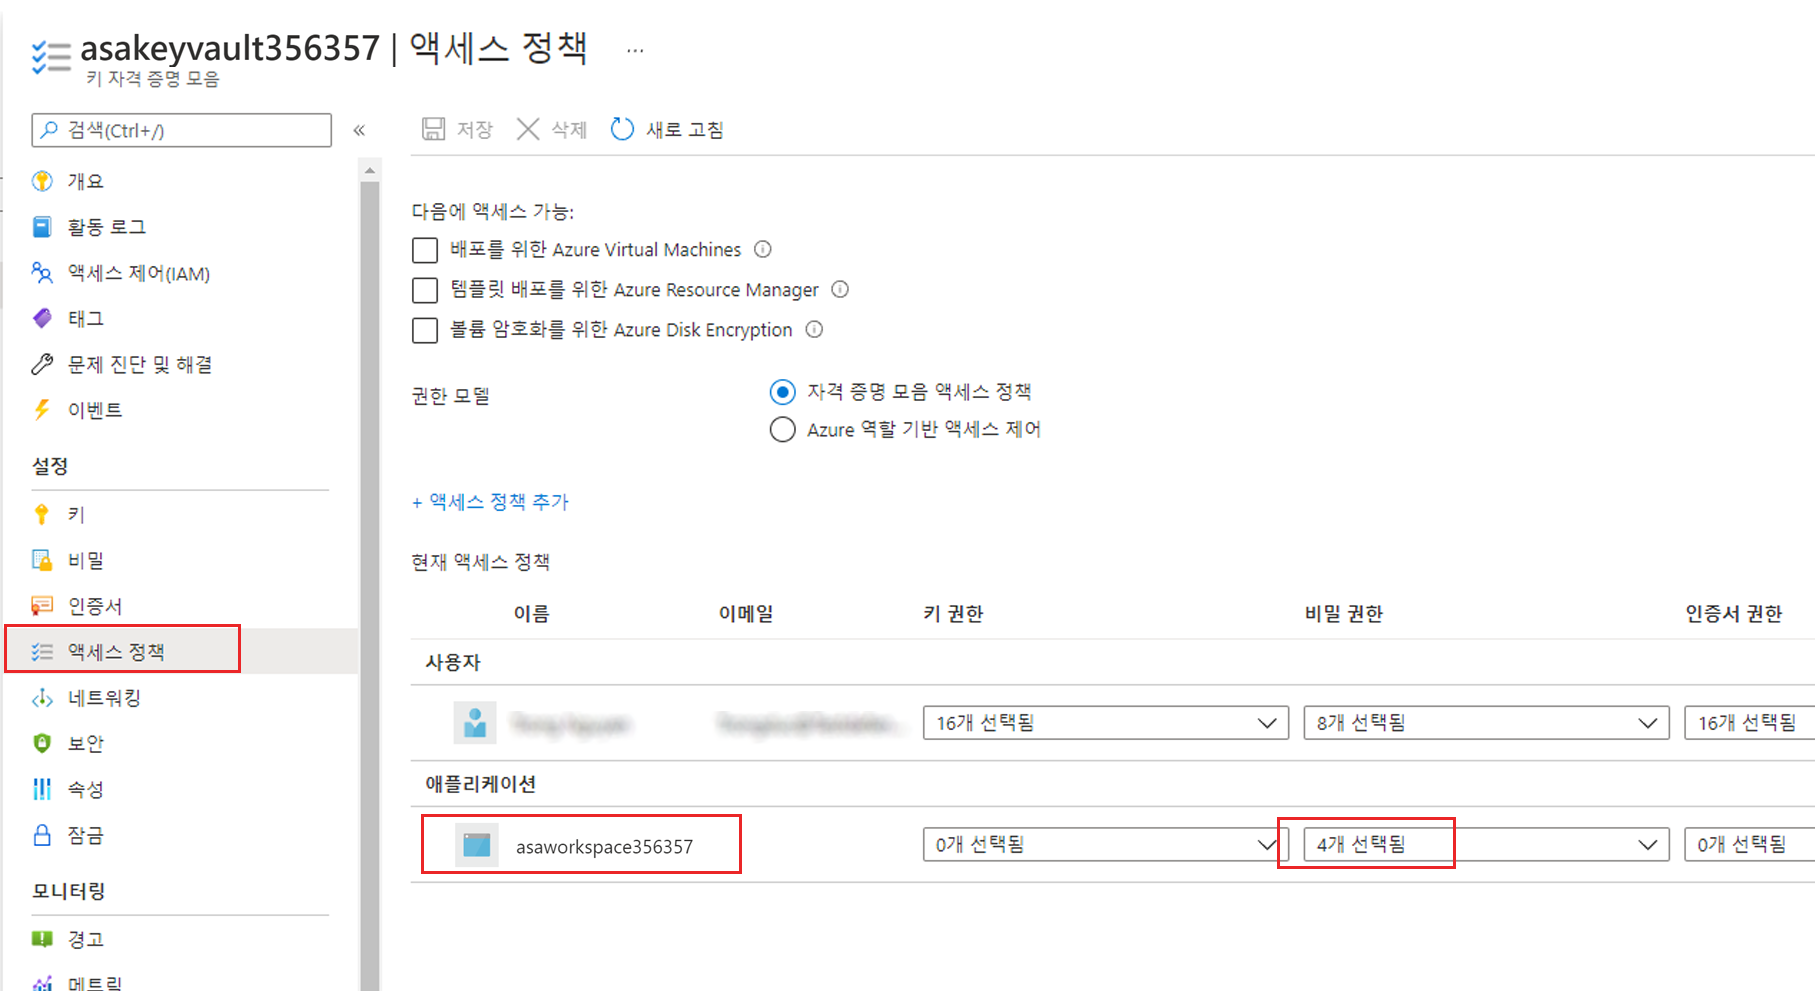 asakeyvault356357 | 액세스 정책 ...
키 자격 증명 모음
검색(Ctrl+/) «
저장 삭제 새로 고침
개요
활동 로그
액세스 제어(IAM)
태그
문제 진단 및 해결
이벤트
설정
키
비밀
인증서
액세스 정책
네트워킹
보안
속성
잠금
모니터링
경고
메트릭
다음에 액세스 가능:
배포를 위한 Azure Virtual Machines
템플릿 배포를 위한 Azure Resource Manager
볼륨 암호화를 위한 Azure Disk Encryption
권한 모델
자격 증명 모음 액세스 정책
Azure 역할 기반 액세스 제어
+ 액세스 정책 추가
현재 액세스 정책
이름 이메일 키 권한 비밀 권한 인증서 권한
사용자
16개 선택됨 8개 선택됨 16개 선택됨
애플리케이션
asaworkspace356357 0개 선택됨 4개 선택됨 0개 선택됨